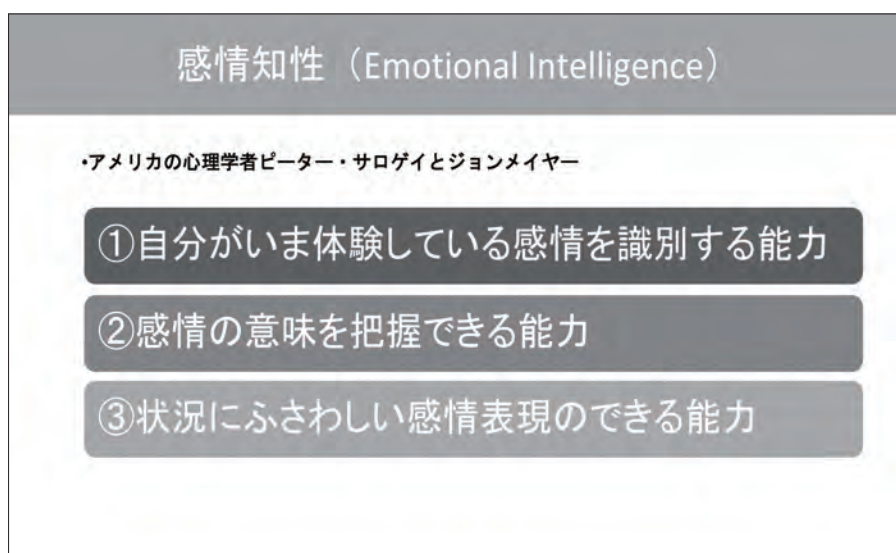 感情知性（Emotional Intelligence）
•アメリカの心理学者ピーター・サロヴェイとジョンメイヤー
①自分がいま体験している感情を識別する能力
②感情の意味を把握できる能力
③状況にふさわしい感情表現のできる能力